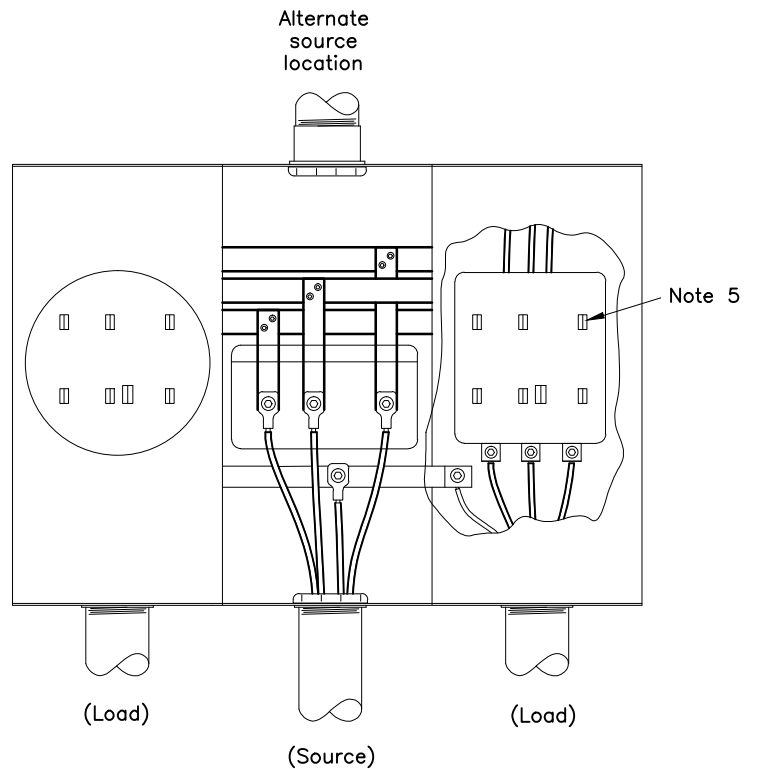 Alternate
source
location
Note 5
(Load)
(Load)
(Source)